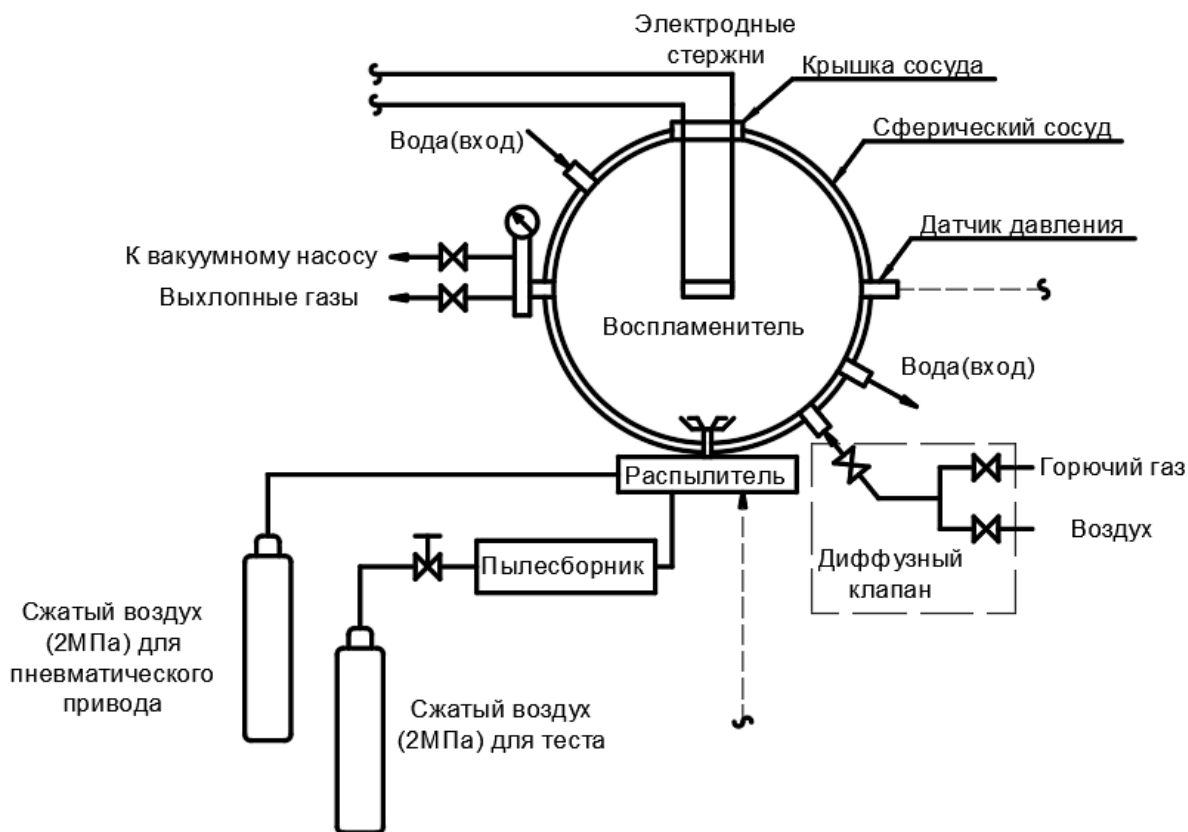 Электродные
стержни
Крышка сосуда
Вода(вход)
Сферический сосуд
Датчик давления
К вакуумному насосу
Выхлопные газы
Воспламенитель
Вода(вход)
Распылитель
Горючий газ
Воздух
Пылесборник
Диффузный
клапан
Сжатый воздух
(2МПа) для
пневматического
привода
Сжатый воздух
(2МПа) для теста